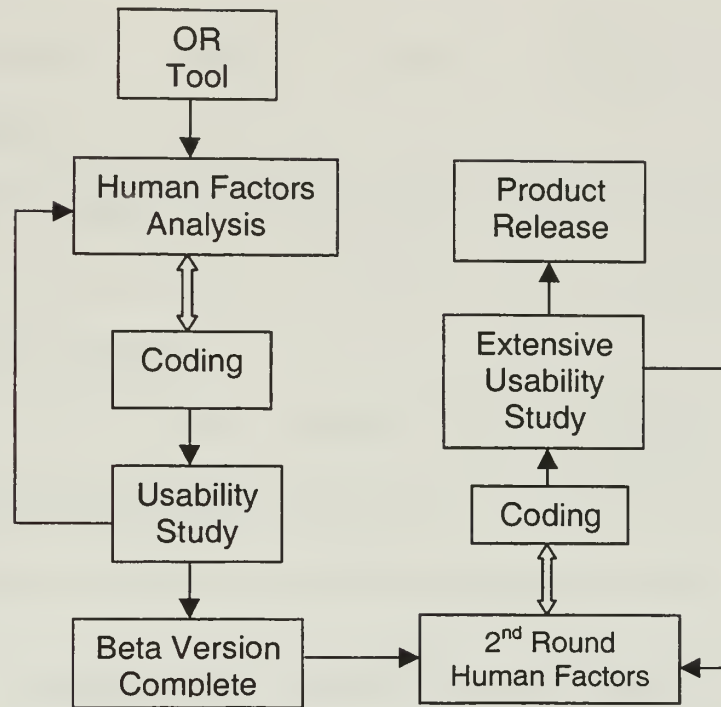 OR
Tool
Human Factors
Analysis
Coding
Usability
Study
Beta Version
Complete
Product
Release
Extensive
Usability
Study
Coding
2nd Round
Human Factors